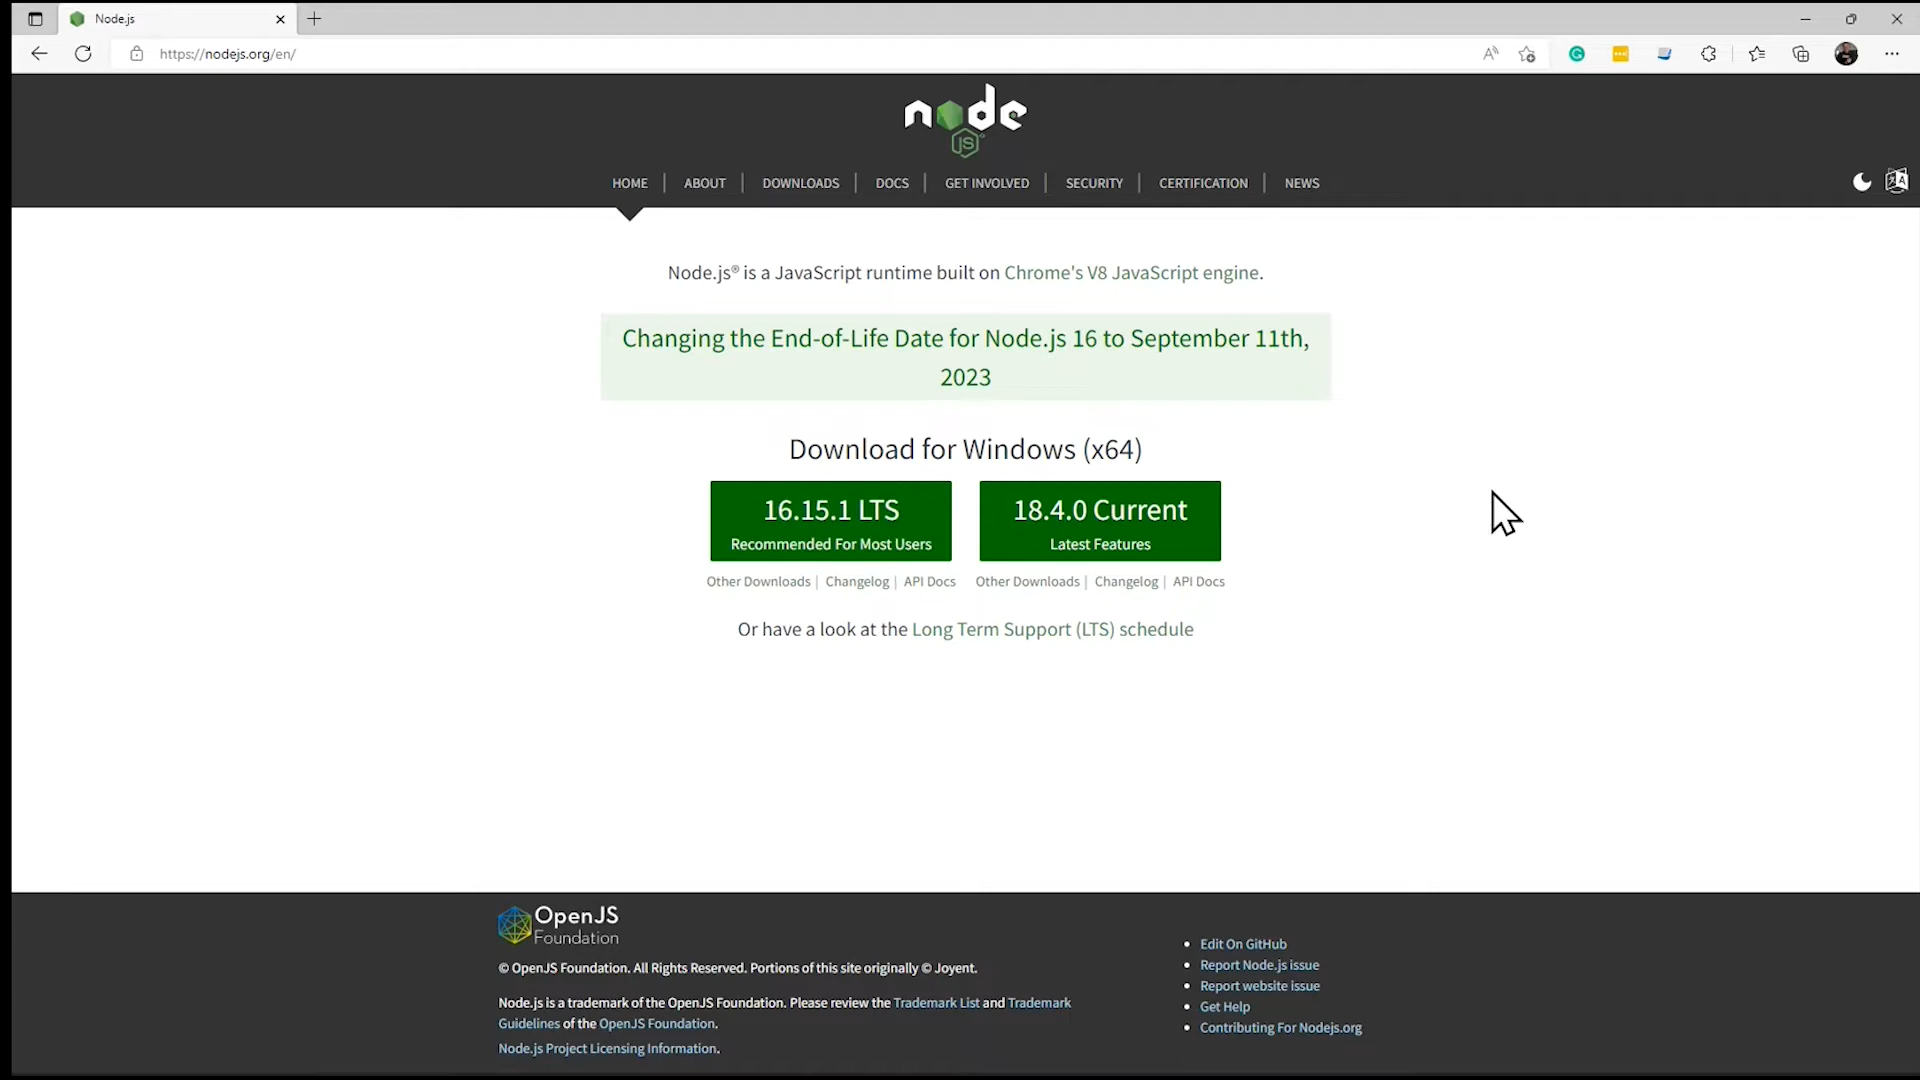 Node.js
https://nodejs.org/en/
node
JS
HOME | ABOUT | DOWNLOADS | DOCS | GET INVOLVED | SECURITY | CERTIFICATION | NEWS
Node.js® is a JavaScript runtime built on Chrome's V8 JavaScript engine.
Changing the End-of-Life Date for Node.js 16 to September 11th,
2023
Download for Windows (x64)
16.15.1 LTS
Recommended For Most Users
18.4.0 Current
Latest Features
Other Downloads | Changelog | API Docs
Other Downloads | Changelog | API Docs
Or have a look at the Long Term Support (LTS) schedule
OpenJS
Foundation
© OpenJS Foundation. All Rights Reserved. Portions of this site originally © Joyent.
Node.js is a trademark of the OpenJS Foundation. Please review the Trademark List and Trademark
Guidelines of the OpenJS Foundation.
Node.js Project Licensing Information.
Edit On GitHub
Report Node.js issue
Report website issue
Get Help
Contributing For Nodejs.org